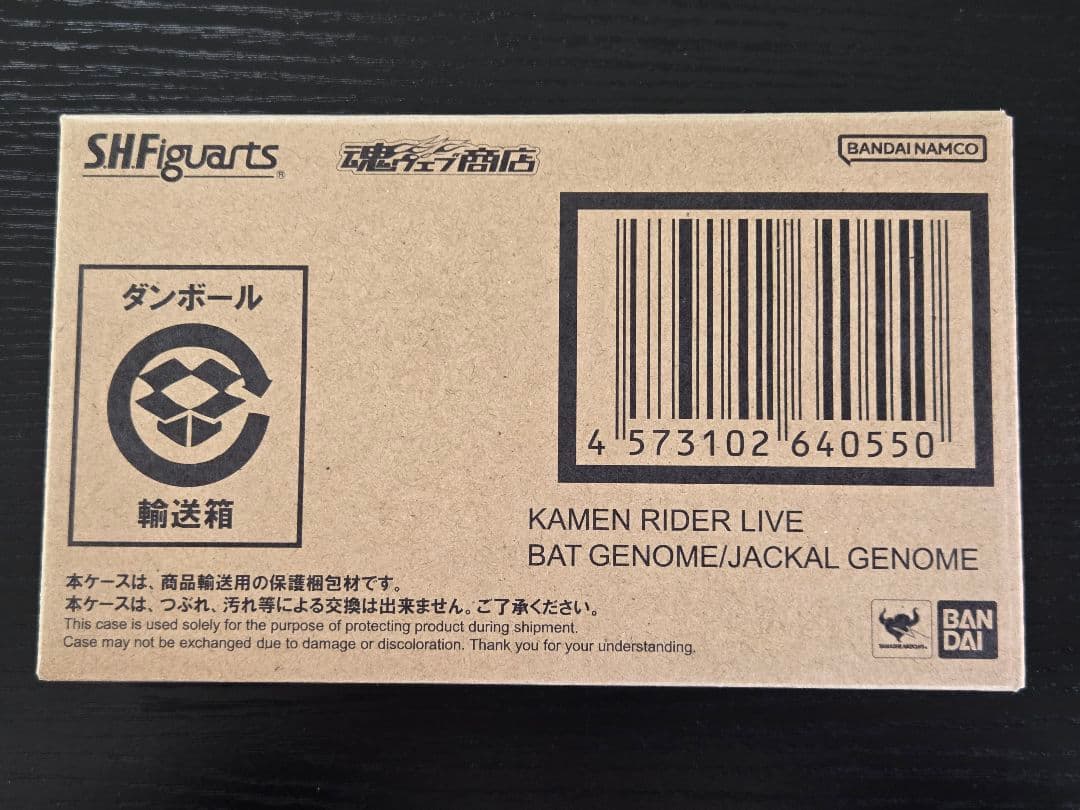 S.H.Figuarts®
魂ウェブ商店
BANDAI NAMCO
ダンボール
輸送箱
4 573102 640550
KAMEN RIDER LIVE
BAT GENOME/JACKAL GENOME
本ケースは、商品輸送用の保護梱包材です。
本ケースは、つぶれ、汚れ等による交換は出来ません。ご了承ください。
This case is used solely for the purpose of protecting product during shipment.
Case may not be exchanged due to damage or discoloration. Thank you for your understanding.
TAMASHII NATIONS
BAN
DAI